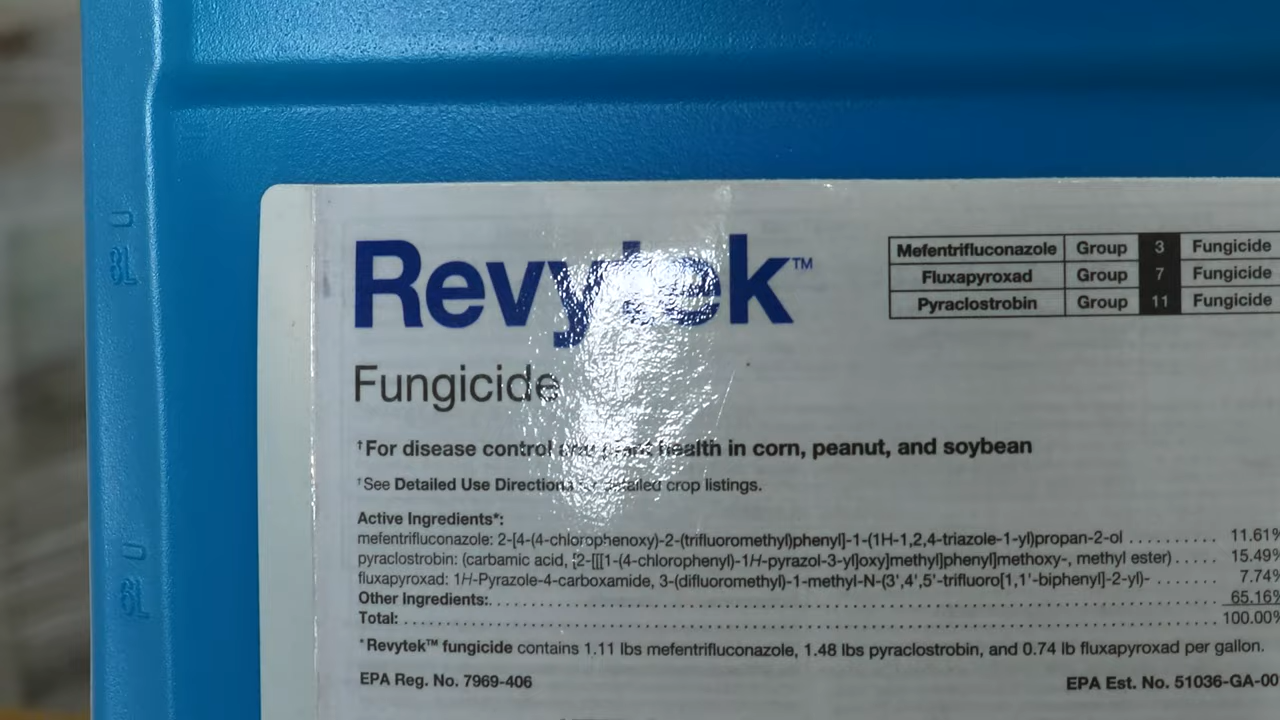 Revytek™
Fungicide
Mefentrifluconazole Group 3 Fungicide
Fluxapyroxad Group 7 Fungicide
Pyraclostrobin Group 11 Fungicide
†For disease control and plant health in corn, peanut, and soybean
†See Detailed Use Directions for detailed crop listings.
Active Ingredients*:
mefentrifluconazole: 2-[4-(4-chlorophenoxy)-2-(trifluoromethyl)phenyl]-1-(1H-1,2,4-triazole-1-yl)propan-2-ol .......... 11.61%
pyraclostrobin: (carbamic acid, [2-[[[1-(4-chlorophenyl)-1H-pyrazol-3-yl]oxy]methyl]phenyl]methoxy-, methyl ester) ..... 15.49%
fluxapyroxad: 1H-Pyrazole-4-carboxamide, 3-(difluoromethyl)-1-methyl-N-(3',4',5'-trifluoro[1,1'-biphenyl]-2-yl)- ....... 7.74%
Other Ingredients:. . . . . . . . . . 65.16%
Total: . . . . . . . . . . 100.00%
*Revytek™ fungicide contains 1.11 lbs mefentrifluconazole, 1.48 lbs pyraclostrobin, and 0.74 lb fluxapyroxad per gallon.
EPA Reg. No. 7969-406
EPA Est. No. 51036-GA-00
8L
6L